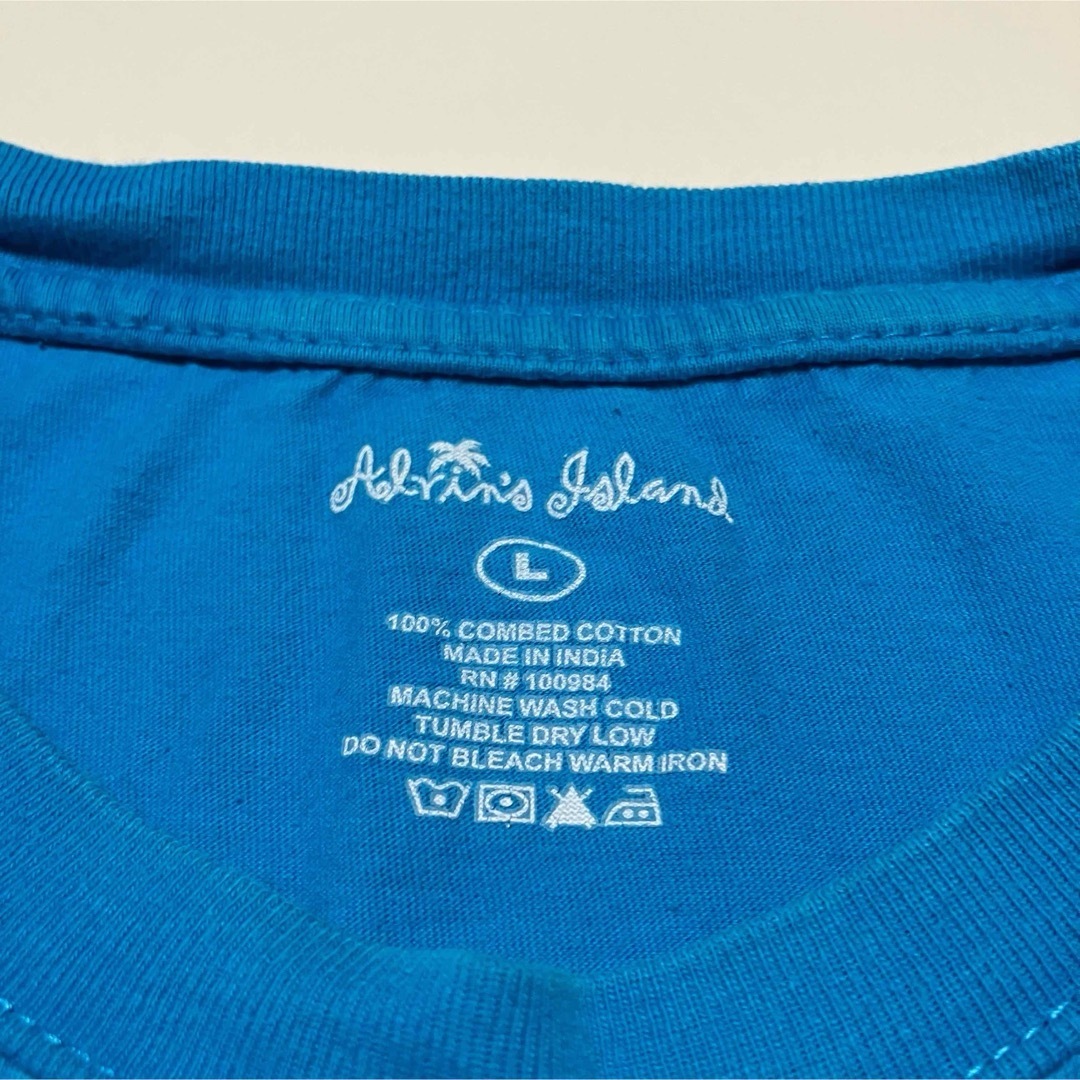 Alvin's Island
L
100% COMBED COTTON
MADE IN INDIA
RN # 100984
MACHINE WASH COLD
TUMBLE DRY LOW
DO NOT BLEACH WARM IRON